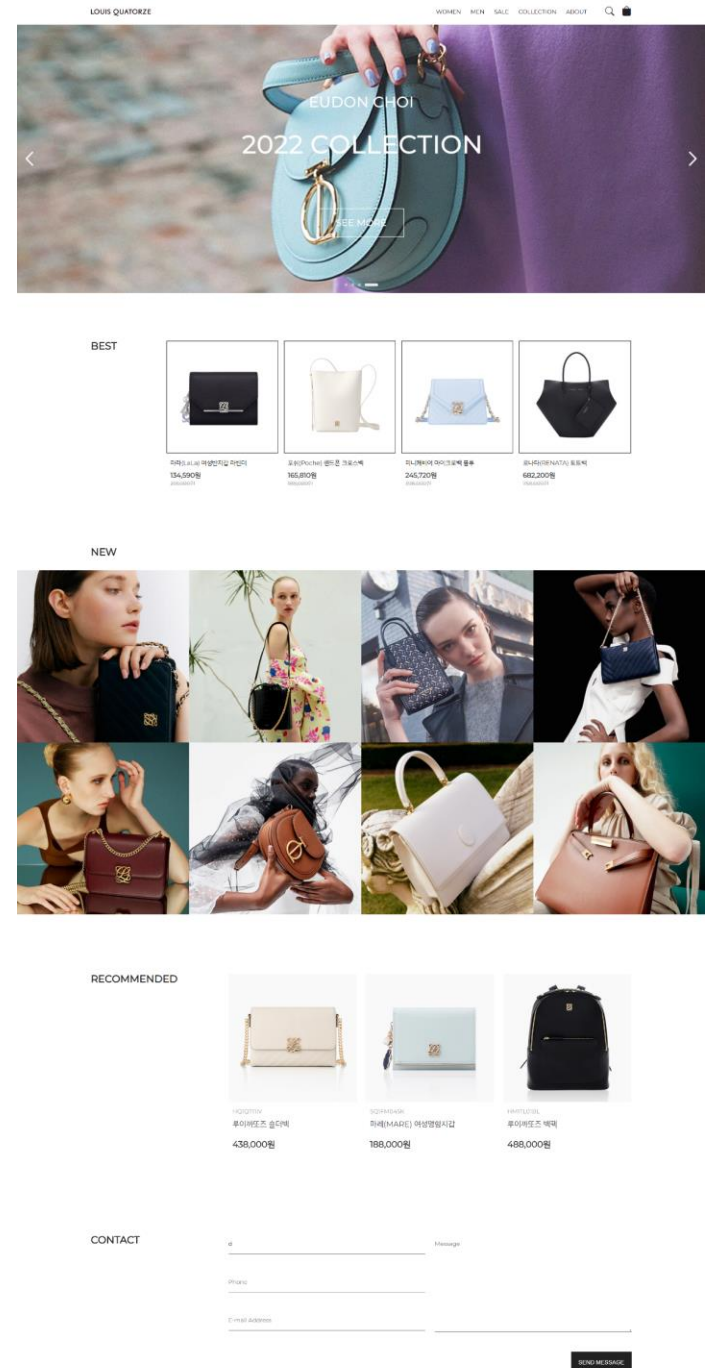 LOUIS QUATORZE
WOMEN MEN SALE COLLECTION ABOUT
EUDON CHOI
2022 COLLECTION
SEE MORE
BEST
134,590원
165,810원
245,720원
682,200원
NEW
RECOMMENDED
루이까또즈 숄더백
마레(MARE) 여성명함지갑
루이까또즈 백팩
438,000원
188,000원
488,000원
CONTACT
Message
Phone
E-mail Address
SEND MESSAGE